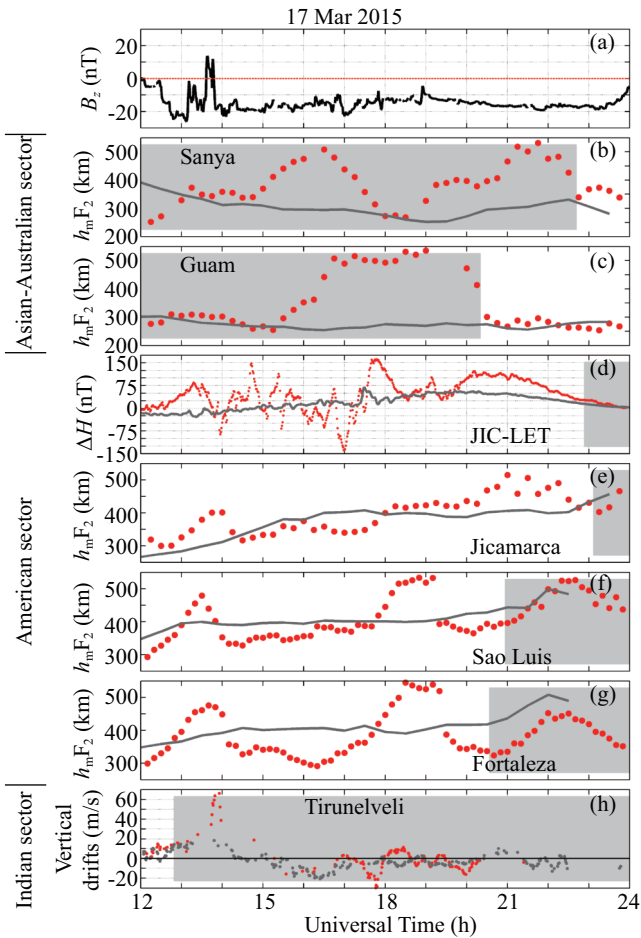 17 Mar 2015
(a)
B_z (nT)
20
0
-20
Asian-Australian sector
(b)
Sanya
h_mF_2 (km)
500
400
300
200
(c)
Guam
h_mF_2 (km)
500
400
300
200
American sector
(d)
JIC-LET
ΔH (nT)
150
75
0
-75
-150
(e)
Jicamarca
h_mF_2 (km)
500
400
300
(f)
Sao Luis
h_mF_2 (km)
500
400
300
(g)
Fortaleza
h_mF_2 (km)
500
400
300
Indian sector
(h)
Tirunelveli
Vertical
drifts (m/s)
60
40
20
0
-20
12 15 18 21 24
Universal Time (h)